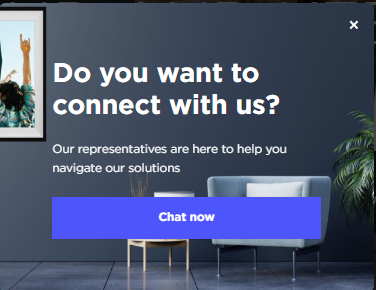 Do you want to
connect with us?
Our representatives are here to help you
navigate our solutions
Chat now